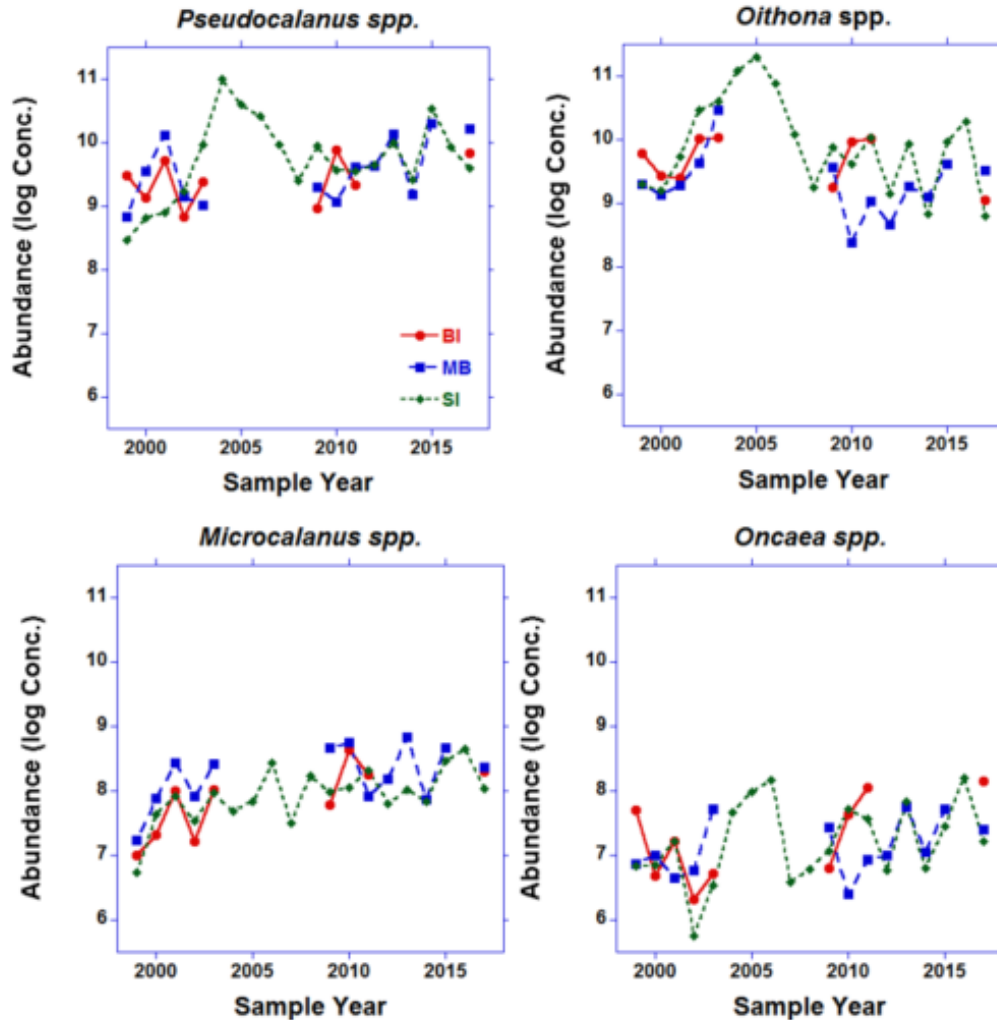 Pseudocalanus spp.
Abundance (log Conc.)
11
10
9
8
7
6
BI
MB
SI
2000 2005 2010 2015
Sample Year
Oithona spp.
Abundance (log Conc.)
11
10
9
8
7
6
2000 2005 2010 2015
Sample Year
Microcalanus spp.
Abundance (log Conc.)
11
10
9
8
7
6
2000 2005 2010 2015
Sample Year
Oncaea spp.
Abundance (log Conc.)
11
10
9
8
7
6
2000 2005 2010 2015
Sample Year